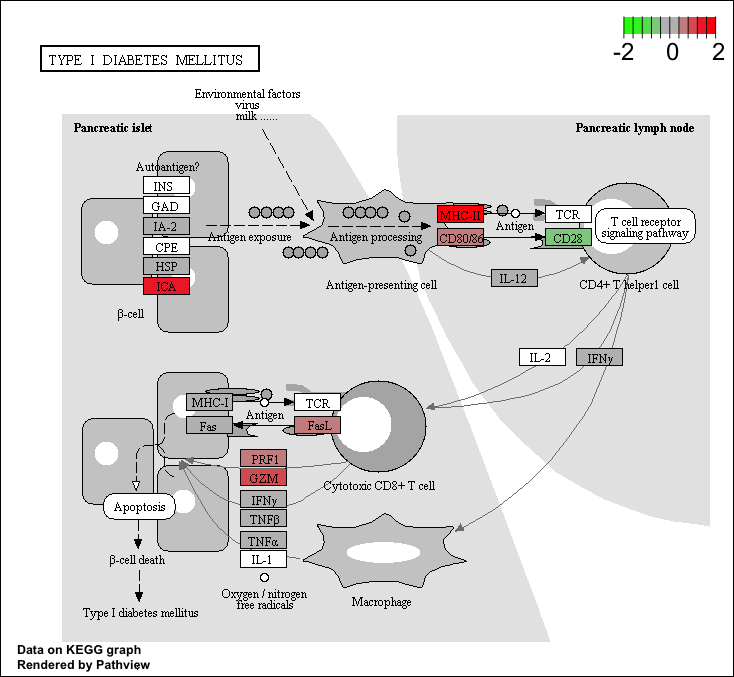 -2 0 2
TYPE I DIABETES MELLITUS
Environmental factors
virus
milk ......
Pancreatic islet
Pancreatic lymph node
Autoantigen?
INS
GAD
IA-2
CPE
HSP
ICA
β-cell
Antigen exposure
Antigen processing
Antigen-presenting cell
MHC-II
CD80/86
Antigen
TCR
CD28
T cell receptor
signaling pathway
IL-12
CD4+ T helper1 cell
IL-2
IFNγ
MHC-I
Fas
Antigen
TCR
FasL
PRF1
GZM
IFNγ
TNFβ
TNFα
IL-1
Cytotoxic CD8+ T cell
Apoptosis
β-cell death
Type I diabetes mellitus
Oxygen / nitrogen
free radicals
Macrophage
Data on KEGG graph
Rendered by Pathview